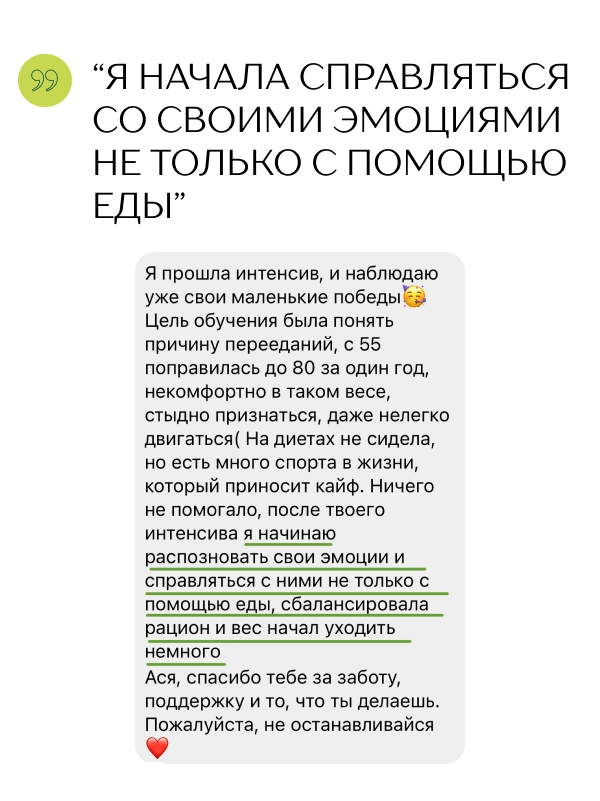 “Я НАЧАЛА СПРАВЛЯТЬСЯ
СО СВОИМИ ЭМОЦИЯМИ
НЕ ТОЛЬКО С ПОМОЩЬЮ
ЕДЫ”
Я прошла интенсив, и наблюдаю
уже свои маленькие победы🥳
Цель обучения была понять
причину перееданий, с 55
поправилась до 80 за один год,
некомфортно в таком весе,
стыдно признаться, даже нелегко
двигаться( На диетах не сидела,
но есть много спорта в жизни,
который приносит кайф. Ничего
не помогало, после твоего
интенсива я начинаю
распозновать свои эмоции и
справляться с ними не только с
помощью еды, сбалансировала
рацион и вес начал уходить
немного
Ася, спасибо тебе за заботу,
поддержку и то, что ты делаешь.
Пожалуйста, не останавливайся
❤️